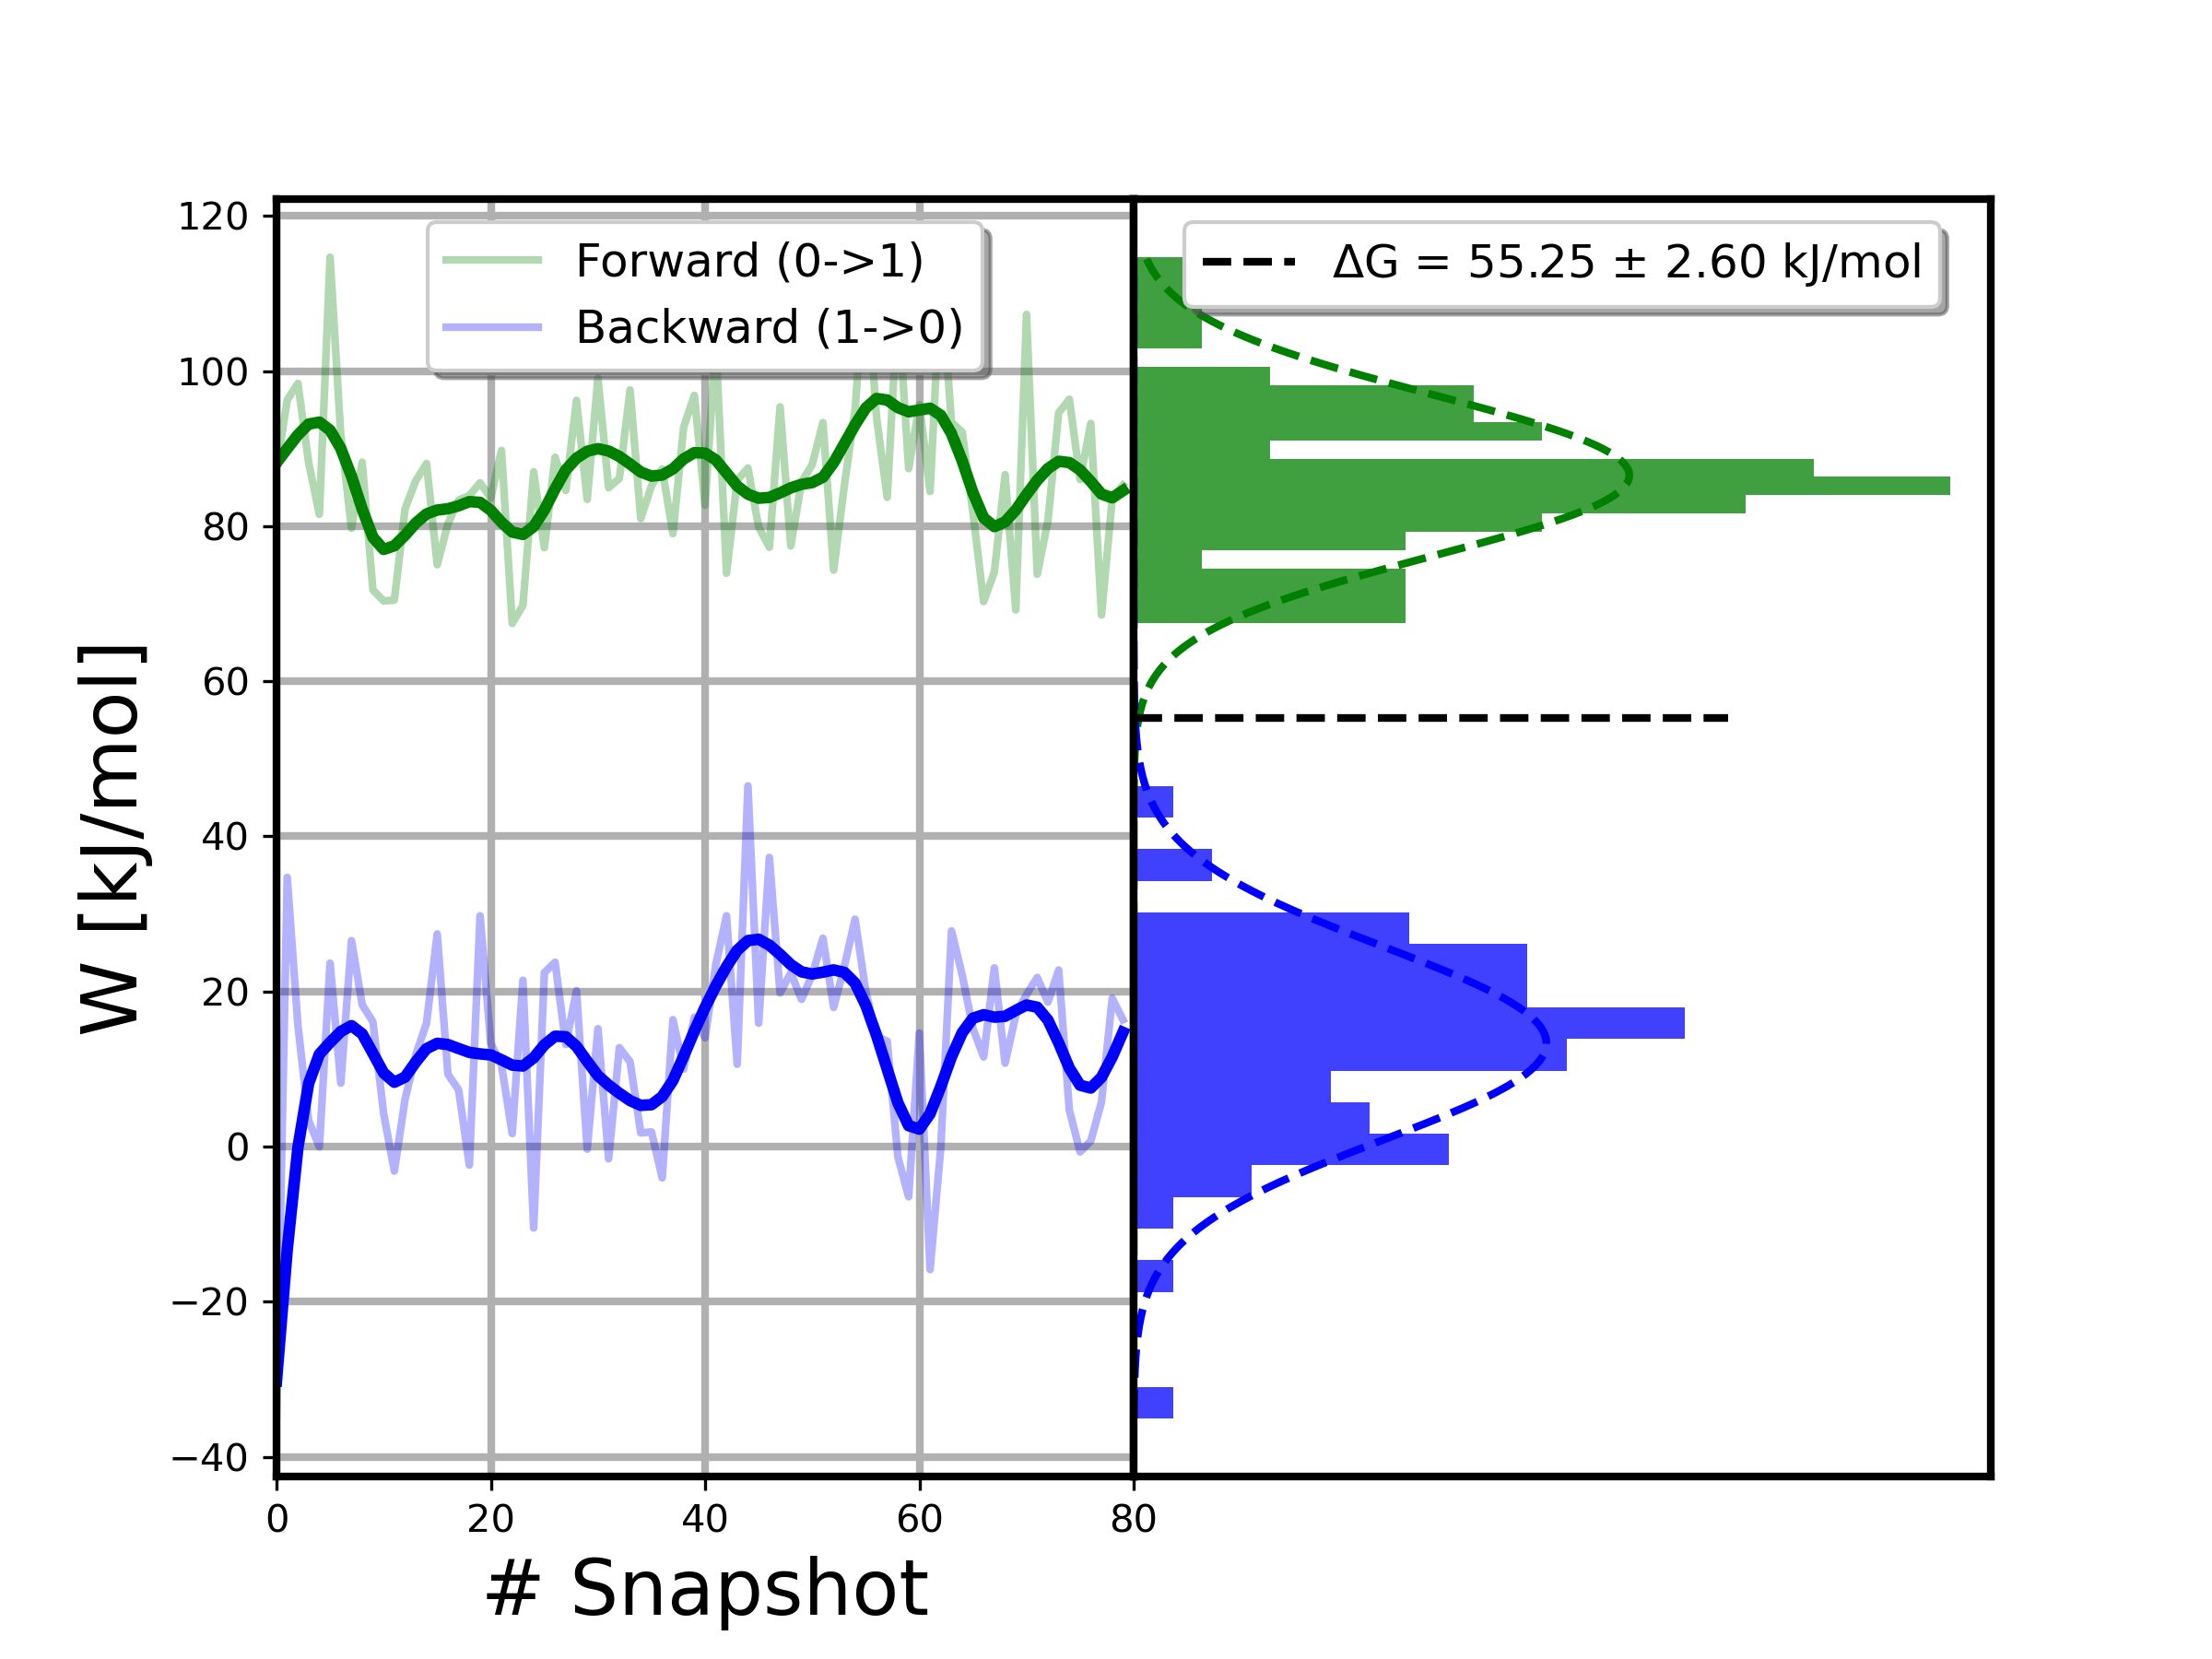 120
100
80
60
40
20
0
−20
−40
W [kJ/mol]
Forward (0->1)
Backward (1->0)
ΔG = 55.25 ± 2.60 kJ/mol
0 20 40 60 80
# Snapshot